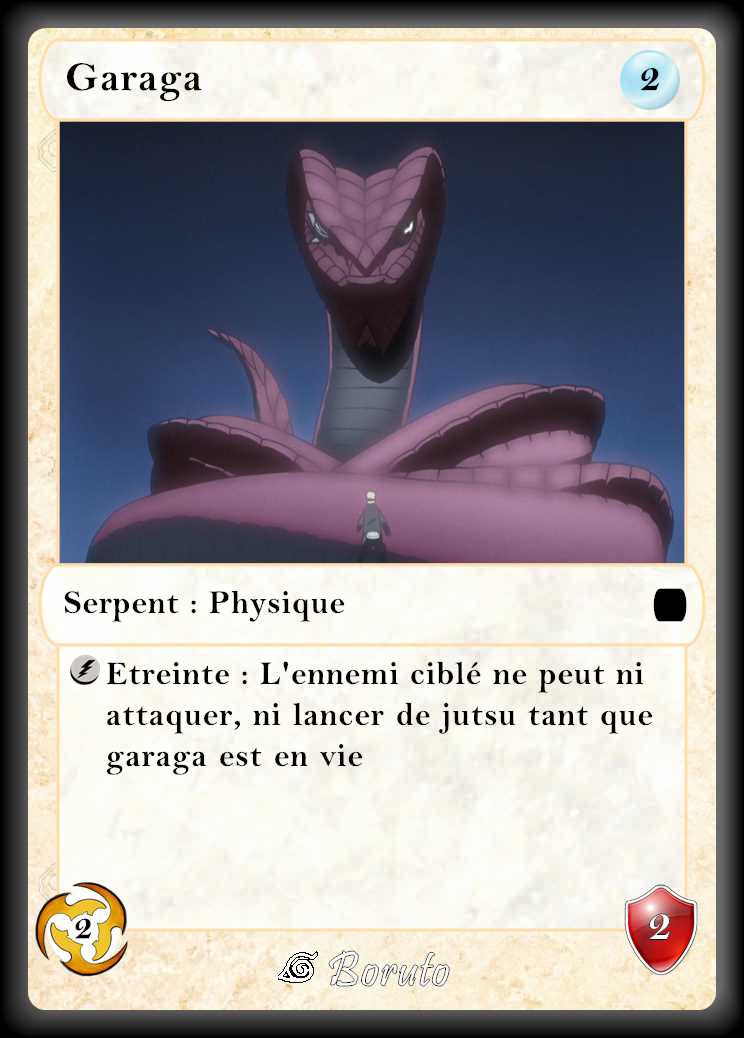 Garaga
2
Serpent : Physique
Etreinte : L'ennemi ciblé ne peut ni
attaquer, ni lancer de jutsu tant que
garaga est en vie
2
2
Boruto